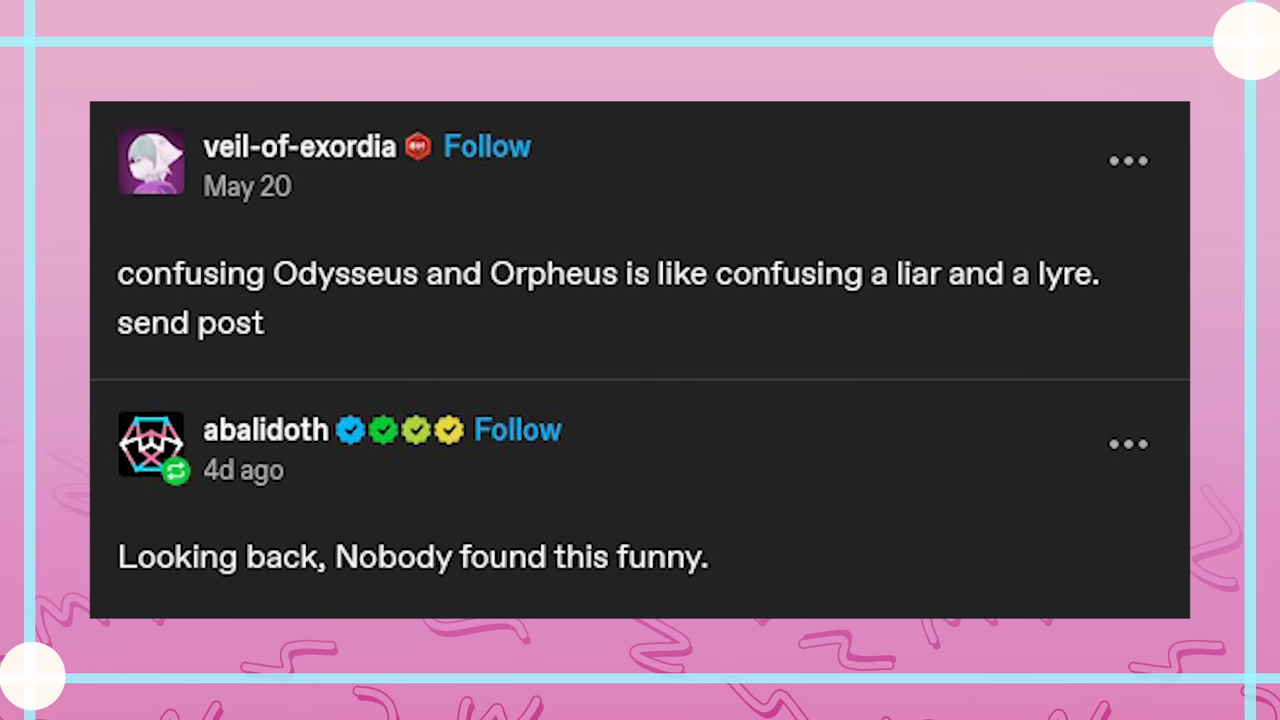 veil-of-exordia Follow
May 20
confusing Odysseus and Orpheus is like confusing a liar and a lyre.
send post
abalidoth Follow
4d ago
Looking back, Nobody found this funny.